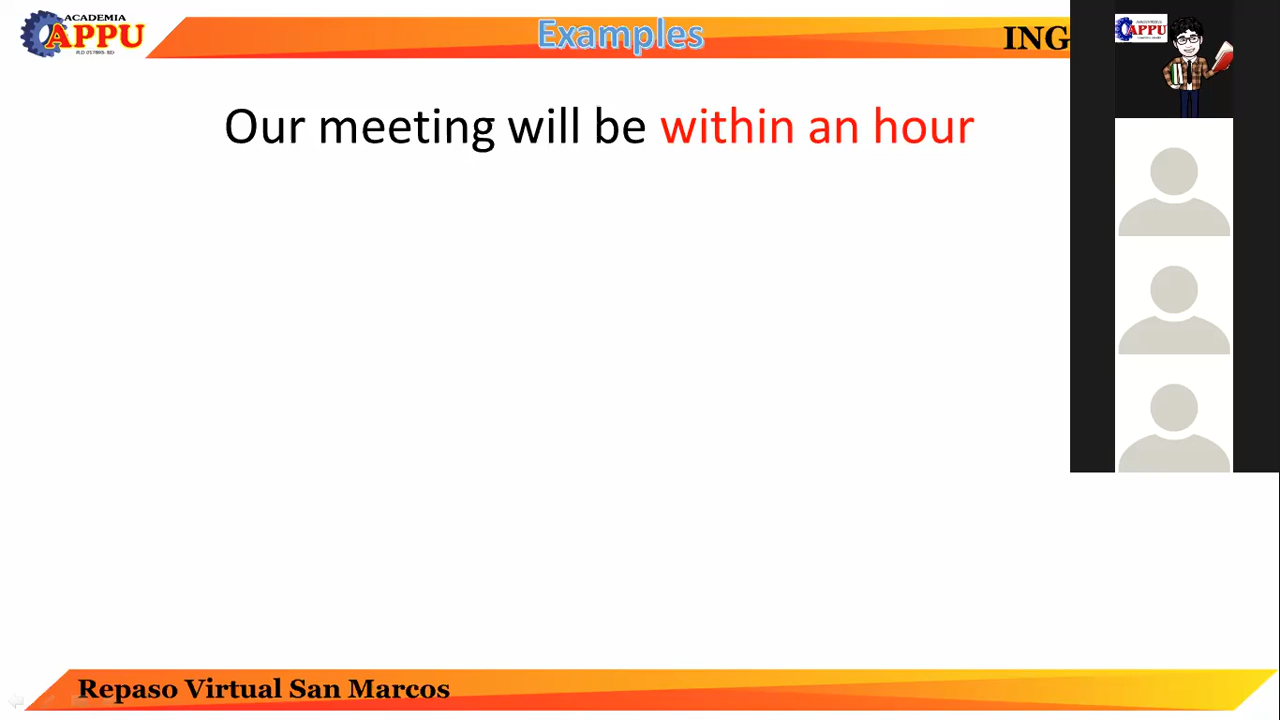 ACADEMIA
APPU
Examples
ING
Our meeting will be within an hour
APPU
Repaso Virtual San Marcos